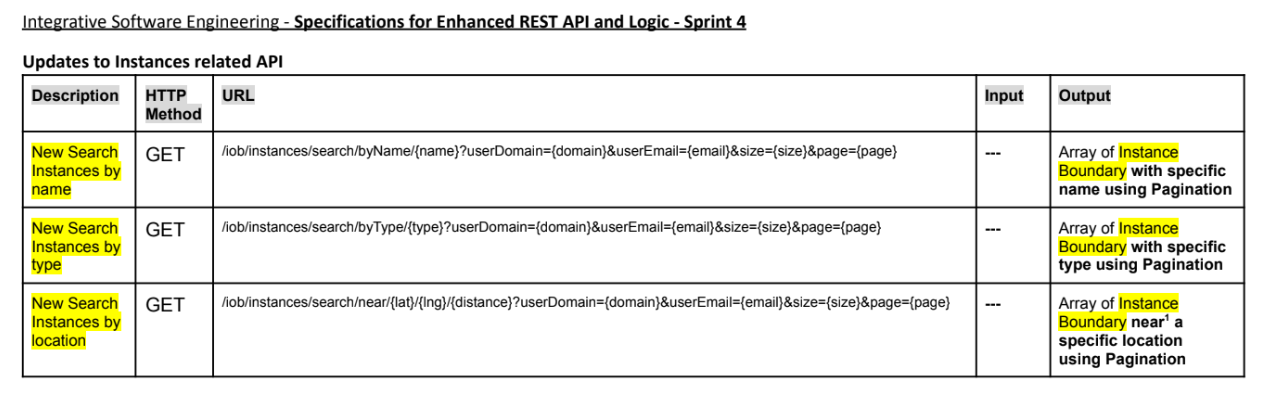 Integrative Software Engineering - Specifications for Enhanced REST API and Logic - Sprint 4
Updates to Instances related API
Description
HTTP
Method
URL
Input
Output
New Search
Instances by
name
GET
/iob/instances/search/byName/{name}?userDomain={domain}&userEmail={email}&size={size}&page={page}
---
Array of Instance
Boundary with specific
name using Pagination
New Search
Instances by
type
GET
/iob/instances/search/byType/{type}?userDomain={domain}&userEmail={email}&size={size}&page={page}
---
Array of Instance
Boundary with specific
type using Pagination
New Search
Instances by
location
GET
/iob/instances/search/near/{lat}/{lng}/{distance}?userDomain={domain}&userEmail={email}&size={size}&page={page}
---
Array of Instance
Boundary near¹ a
specific location
using Pagination